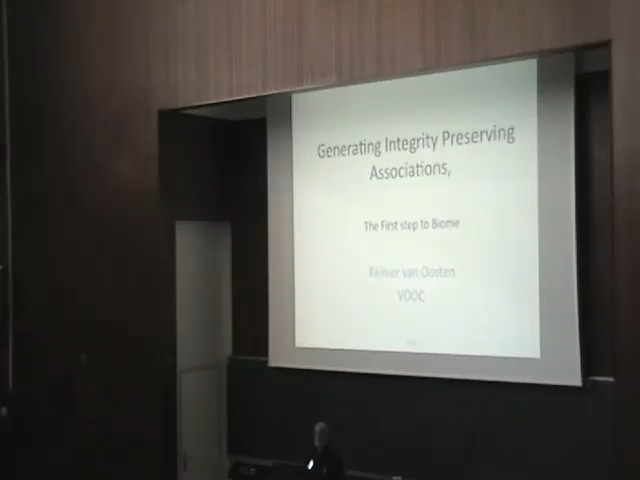 Generating Integrity Preserving
Associations,
The First step to Biome
Reinier van Oosten
VOOC